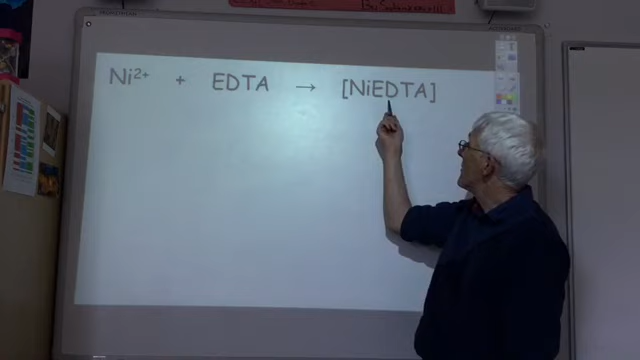 Ni²⁺ + EDTA → [NiEDTA]